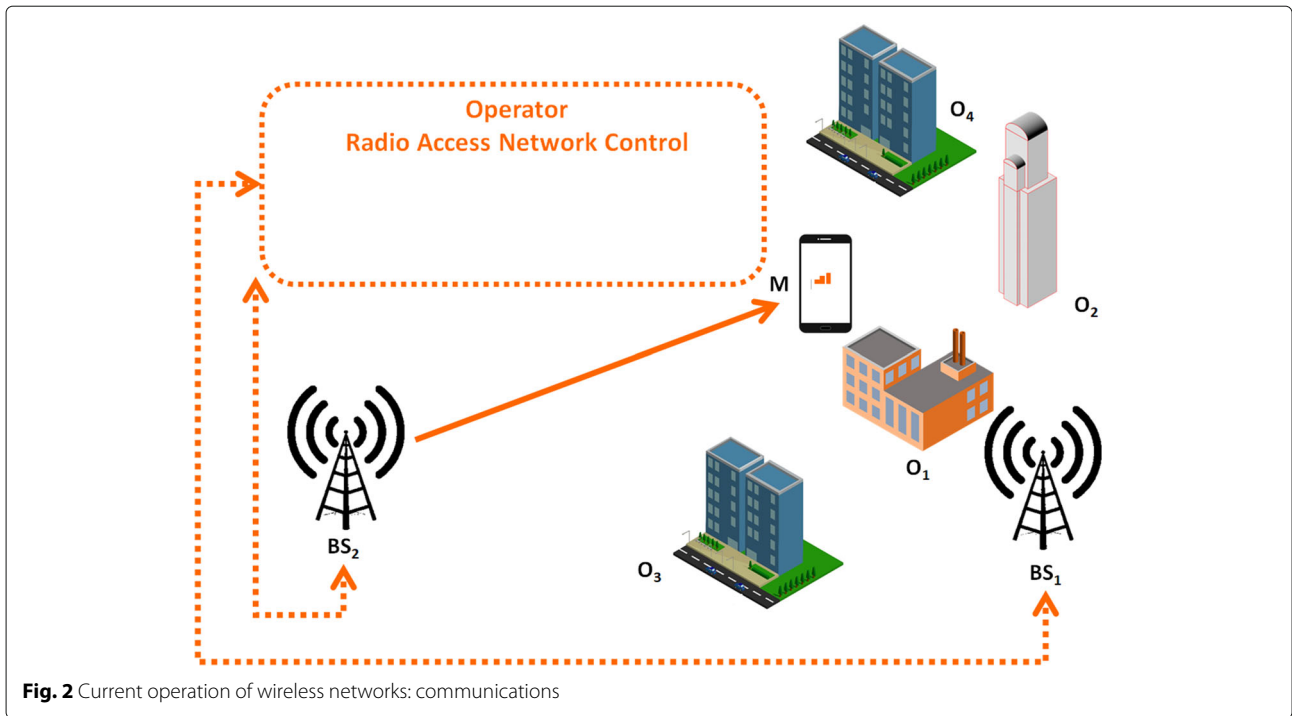 Operator
Radio Access Network Control
O₄
M
O₂
O₁
BS₂
O₃
BS₁
Fig. 2 Current operation of wireless networks: communications